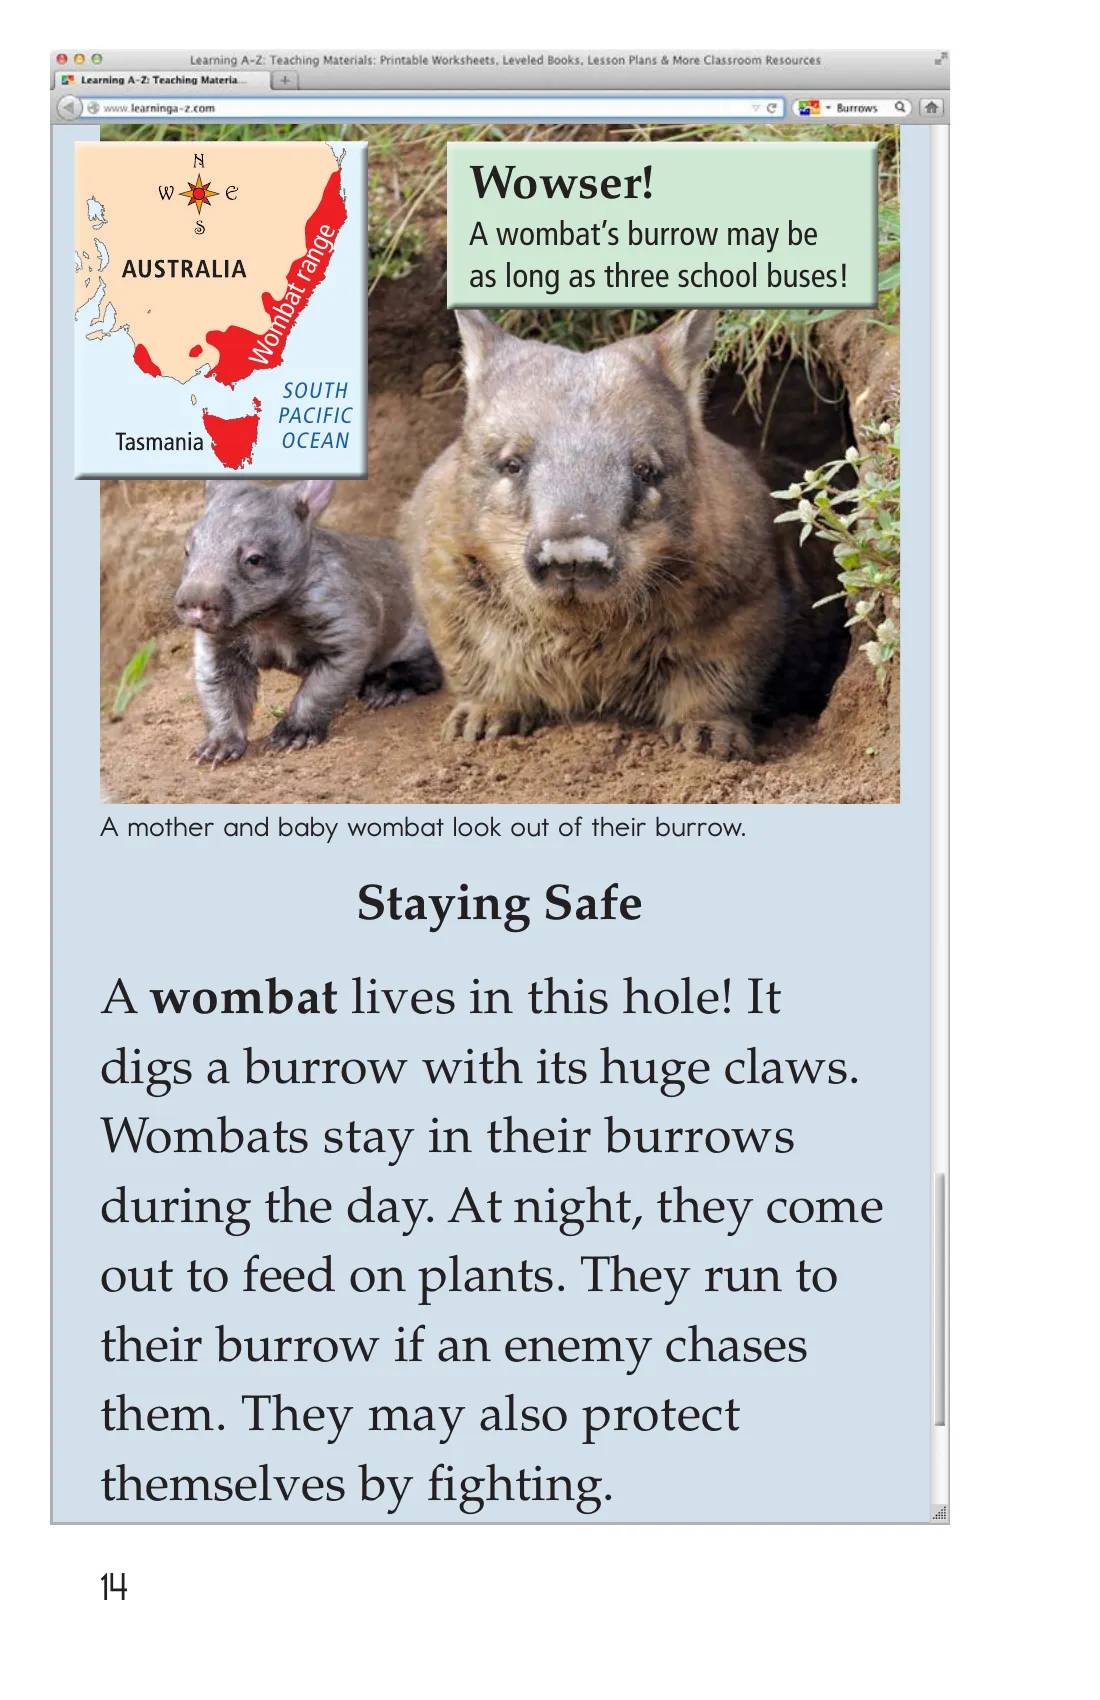 Learning A-Z: Teaching Materials: Printable Worksheets, Leveled Books, Lesson Plans & More Classroom Resources
Learning A-Z: Teaching Materia...
www.learninga-z.com
Burrows
N
W E
S
AUSTRALIA
Wombat range
SOUTH
PACIFIC
OCEAN
Tasmania
Wowser!
A wombat's burrow may be
as long as three school buses!
A mother and baby wombat look out of their burrow.
Staying Safe
A wombat lives in this hole! It
digs a burrow with its huge claws.
Wombats stay in their burrows
during the day. At night, they come
out to feed on plants. They run to
their burrow if an enemy chases
them. They may also protect
themselves by fighting.
14